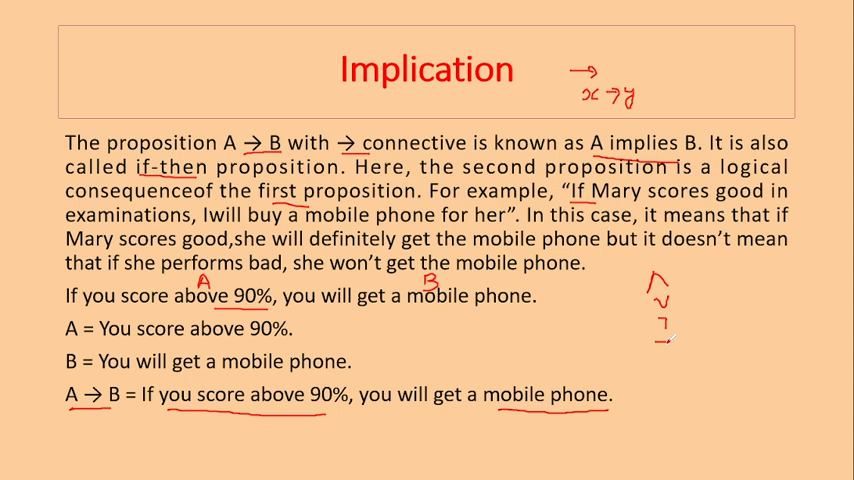 Implication →
x → y
The proposition A → B with → connective is known as A implies B. It is also
called if-then proposition. Here, the second proposition is a logical
consequenceof the first proposition. For example, “If Mary scores good in
examinations, Iwill buy a mobile phone for her”. In this case, it means that if
Mary scores good,she will definitely get the mobile phone but it doesn’t mean
that if she performs bad, she won’t get the mobile phone.
A B
If you score above 90%, you will get a mobile phone.
∧
∨
¬
A = You score above 90%.
B = You will get a mobile phone.
A → B = If you score above 90%, you will get a mobile phone.